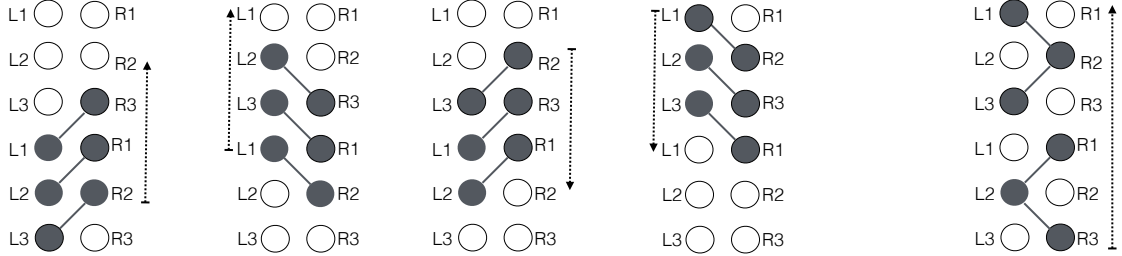 L1 R1 L1 R1 L1 R1 L1 R1 L1 R1
L2 R2 L2 R2 L2 R2 L2 R2 L2 R2
L3 R3 L3 R3 L3 R3 L3 R3 L3 R3
L1 R1 L1 R1 L1 R1 L1 R1 L1 R1
L2 R2 L2 R2 L2 R2 L2 R2 L2 R2
L3 R3 L3 R3 L3 R3 L3 R3 L3 R3